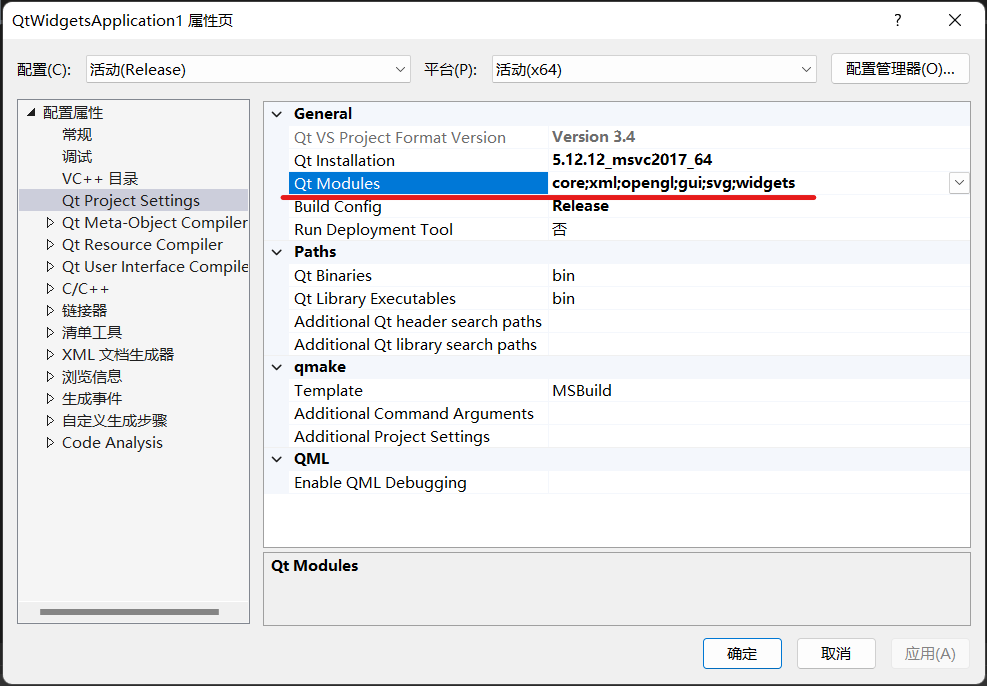 QtWidgetsApplication1 属性页
?
配置(C): 活动(Release) 平台(P): 活动(x64) 配置管理器(O)...
配置属性
常规
调试
VC++ 目录
Qt Project Settings
Qt Meta-Object Compiler
Qt Resource Compiler
Qt User Interface Compile
C/C++
链接器
清单工具
XML 文档生成器
浏览信息
生成事件
自定义生成步骤
Code Analysis
General
Qt VS Project Format Version Version 3.4
Qt Installation 5.12.12_msvc2017_64
Qt Modules core;xml;opengl;gui;svg;widgets
Build Config Release
Run Deployment Tool 否
Paths
Qt Binaries bin
Qt Library Executables bin
Additional Qt header search paths
Additional Qt library search paths
qmake
Template MSBuild
Additional Command Arguments
Additional Project Settings
QML
Enable QML Debugging
Qt Modules
确定 取消 应用(A)